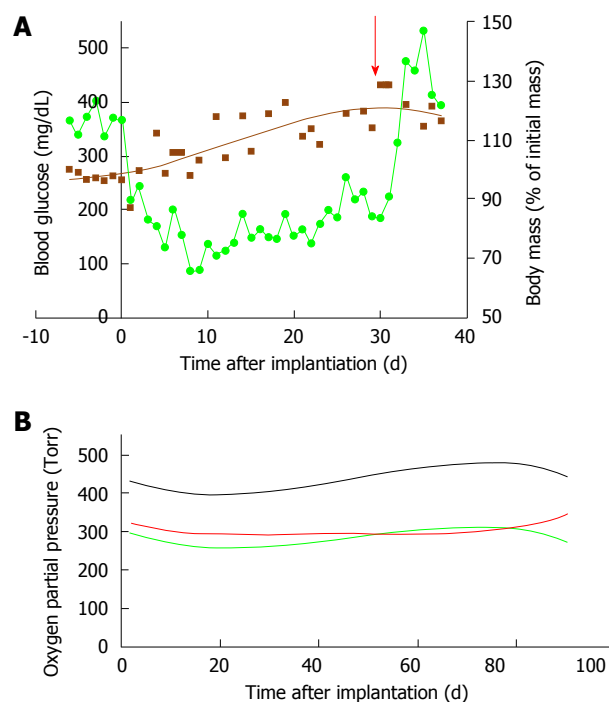 A
Blood glucose (mg/dL)
500
400
300
200
100
0
-10 0 10 20 30 40
Time after implantiation (d)
150
130
110
90
70
50
Body mass (% of initial mass)
B
Oxygen partial pressure (Torr)
500
400
300
200
100
0
0 20 40 60 80 100
Time after implantation (d)